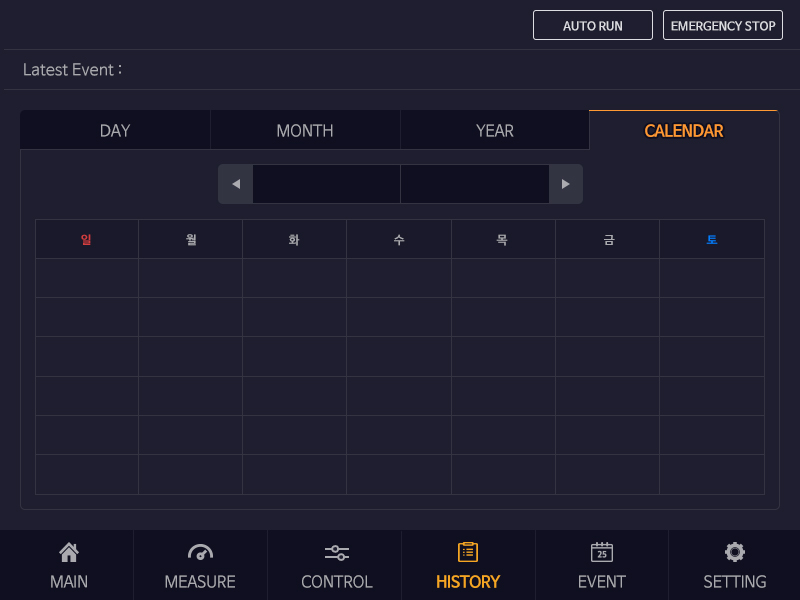 AUTO RUN EMERGENCY STOP
Latest Event :
DAY MONTH YEAR CALENDAR
일 월 화 수 목 금 토
25
MAIN MEASURE CONTROL HISTORY EVENT SETTING